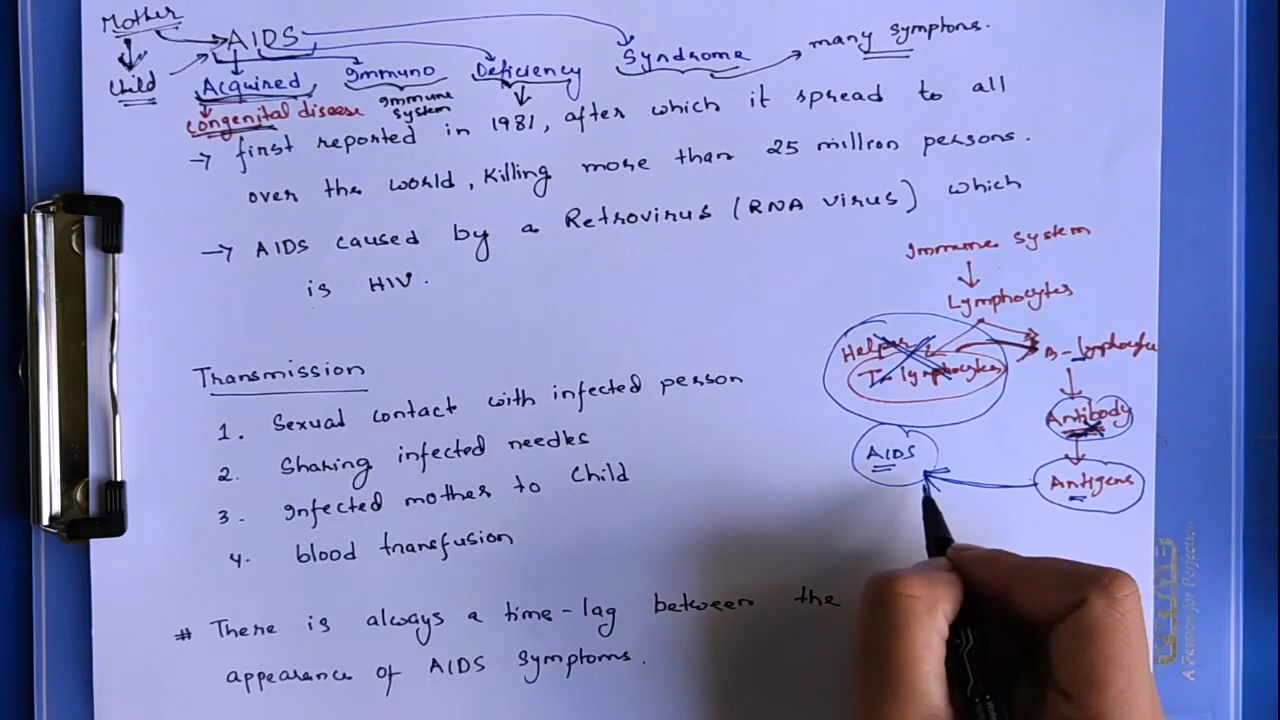 Mother
AIDS
Child
Acquired Immuno Deficiency Syndrome many symptoms.
Congenital disease Immune system
→ first reported in 1981, after which it spread to all
over the world, killing more than 25 million persons.
→ AIDS caused by a Retrovirus (RNA virus) which
is HIV.
Immune system
Lymphocytes
Helper
T-lymphocytes
B-lymphocyte
Antibody
AIDS
Antigens
Transmission
1. Sexual contact with infected person
2. Sharing infected needles
3. Infected mother to child
4. blood transfusion
# There is always a time-lag between the
appearance of AIDS symptoms.
A Passion for Perfection